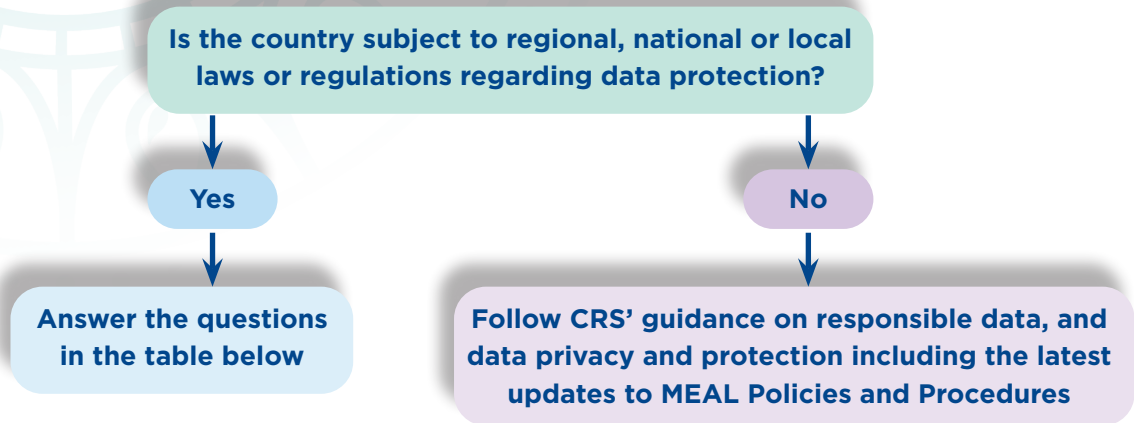 Is the country subject to regional, national or local
laws or regulations regarding data protection?
Yes
No
Answer the questions
in the table below
Follow CRS’ guidance on responsible data, and
data privacy and protection including the latest
updates to MEAL Policies and Procedures